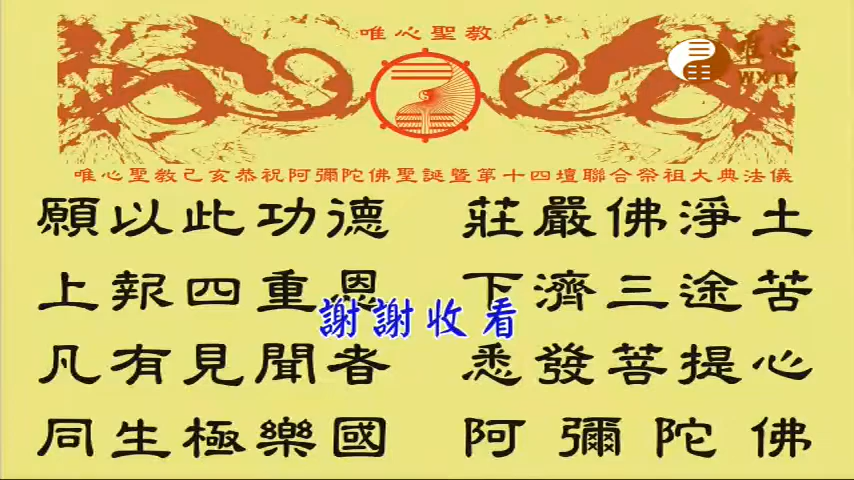 唯心聖教
唯心
WXTV
唯心聖教己亥恭祝阿彌陀佛聖誕暨第十四壇聯合祭祖大典法儀
願以此功德 莊嚴佛淨土
上報四重恩 下濟三途苦
謝謝收看
凡有見聞者 悉發菩提心
同生極樂國 阿彌陀佛